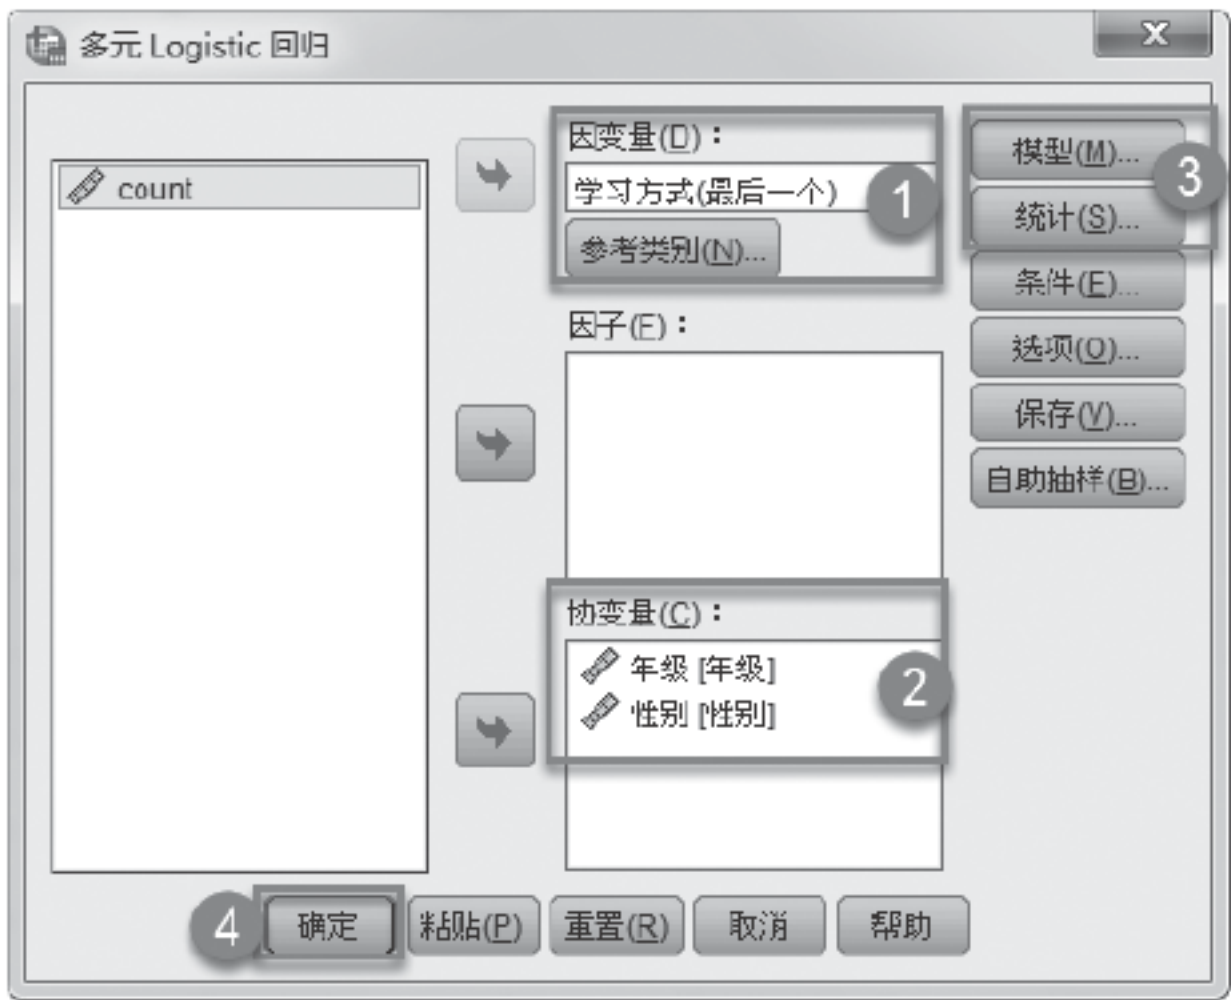 多元 Logistic 回归
x
count
因变量(D)：
学习方式(最后一个)
1
参考类别(N)...
因子(F)：
协变量(C)：
年级 [年级]
性别 [性别]
2
模型(M)...
3
统计(S)...
条件(E)...
选项(O)...
保存(V)...
自助抽样(B)...
4
确定
粘贴(P)
重置(R)
取消
帮助